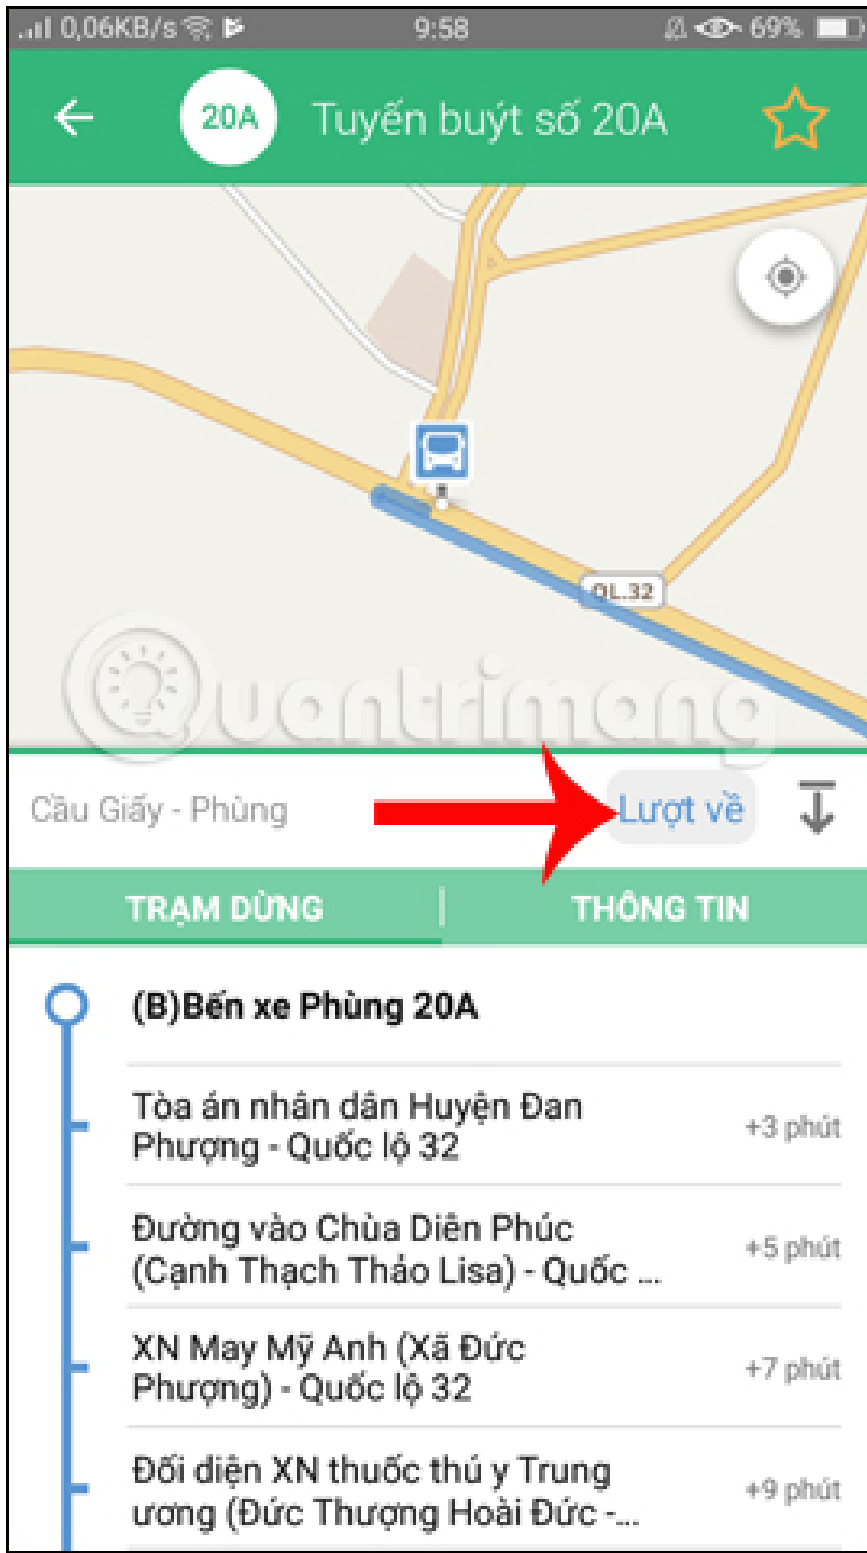 0,06KB/s
9:58
69%
20A
Tuyến buýt số 20A
QL.32
Quantrimang
Cầu Giấy - Phùng
Lượt về
TRẠM DỪNG
THÔNG TIN
(B)Bến xe Phùng 20A
Tòa án nhân dân Huyện Đan
Phượng - Quốc lộ 32
+3 phút
Đường vào Chùa Diên Phúc
(Cạnh Thạch Thảo Lisa) - Quốc ...
+5 phút
XN May Mỹ Anh (Xã Đức
Phượng) - Quốc lộ 32
+7 phút
Đối diện XN thuốc thú y Trung
ương (Đức Thượng Hoài Đức -...
+9 phút